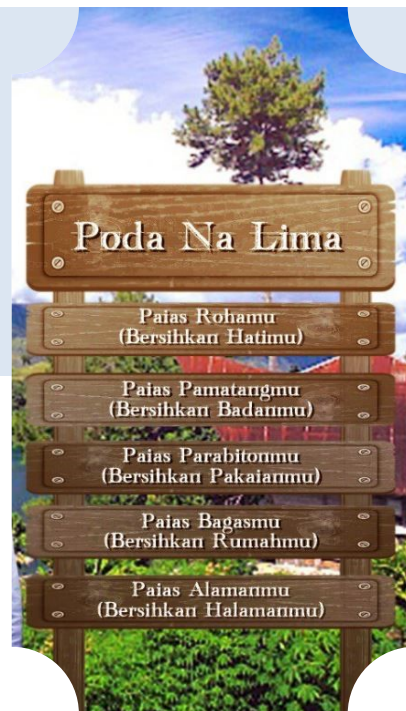 Poda Na Lima
Paias Rohamu
(Bersihkan Hatimu)
Paias Pamatangmu
(Bersihkan Badanmu)
Paias Parabitonmu
(Bersihkan Pakaianmu)
Paias Bagasmu
(Bersihkan Rumahmu)
Paias Alamanmu
(Bersihkan Halamanmu)